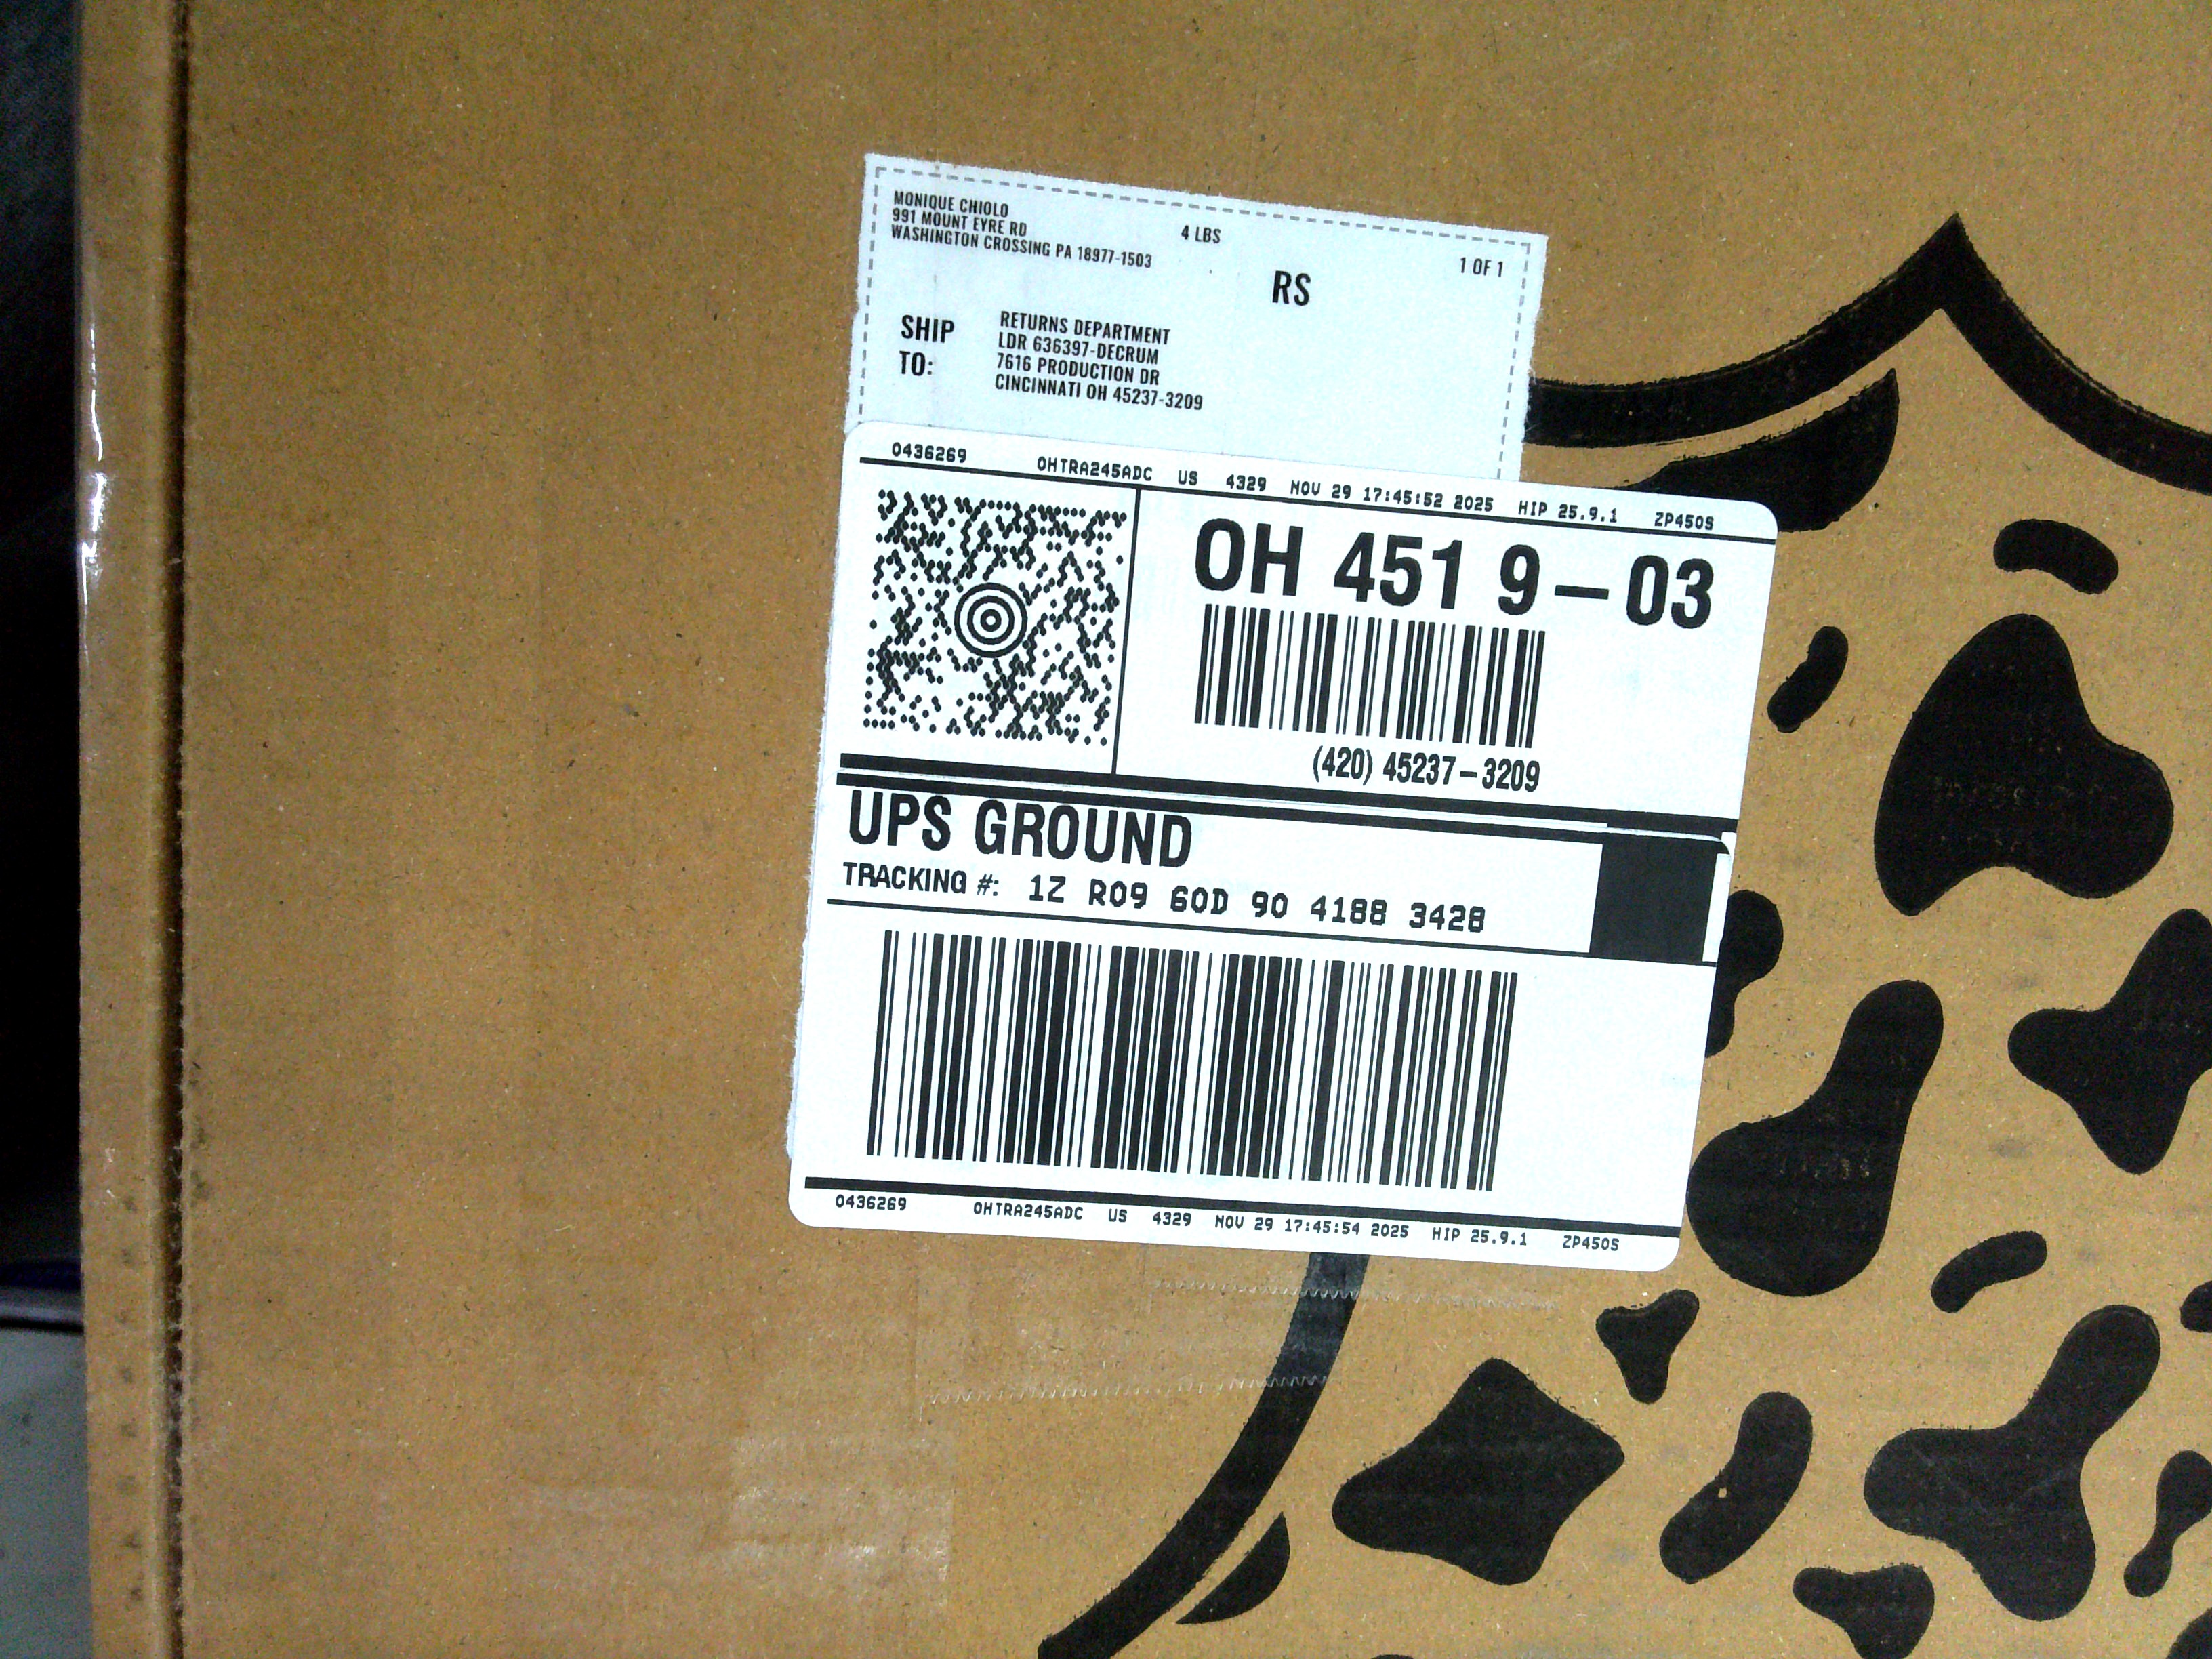 MONIQUE CHIOLO
991 MOUNT EYRE RD
WASHINGTON CROSSING PA 18977-1503
4 LBS
1 OF 1
RS
SHIP TO:
RETURNS DEPARTMENT
LDR 636397-DECRUM
7616 PRODUCTION DR
CINCINNATI OH 45237-3209
0436269 OHTRA245ADC US 4329 NOV 29 17:45:52 2025 HIP 25.9.1 ZP450S
OH 451 9-03
(420) 45237-3209
UPS GROUND
TRACKING #: 1Z R09 60D 90 4188 3428
0436269 OHTRA245ADC US 4329 NOV 29 17:45:54 2025 HIP 25.9.1 ZP450S